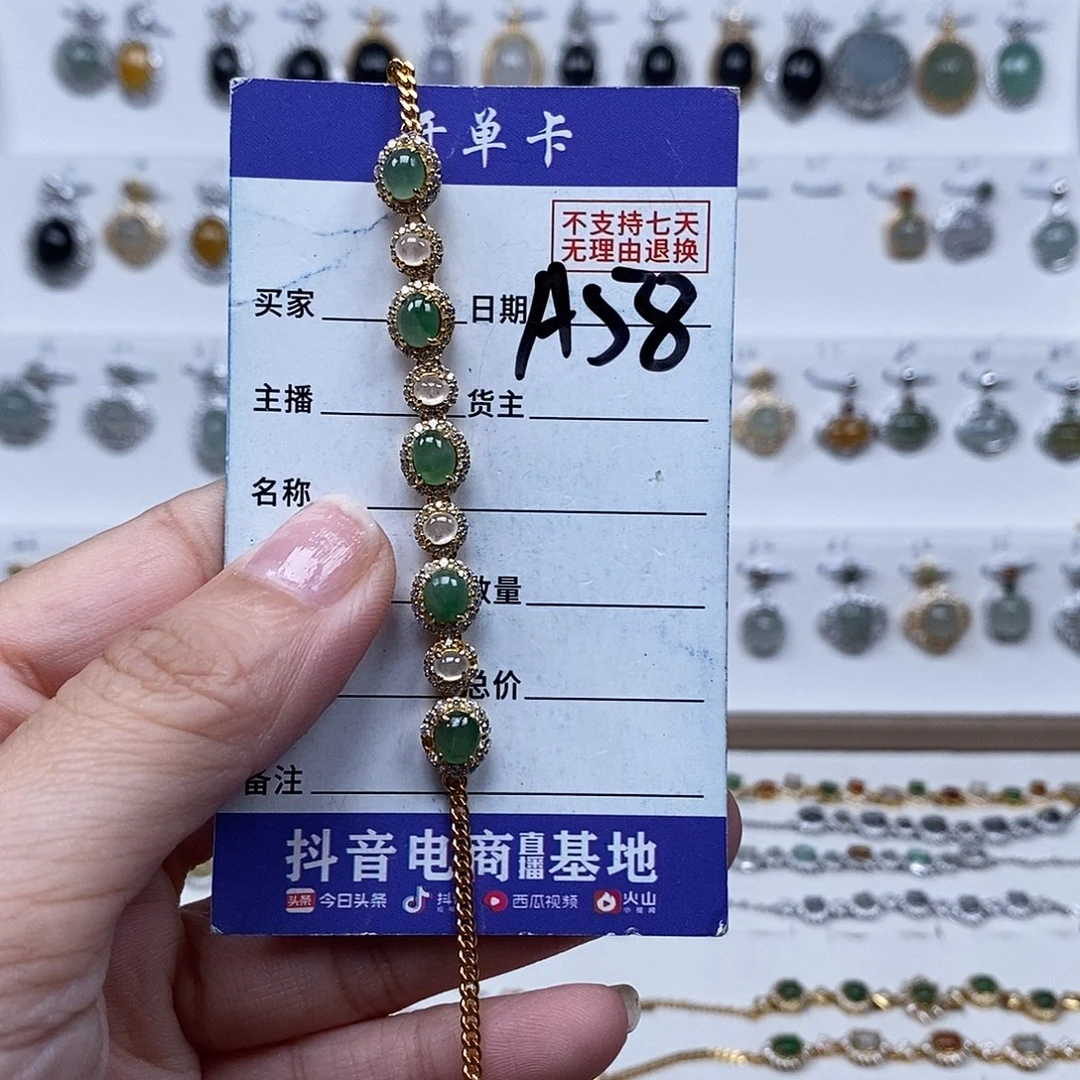 单卡
不支持七天
无理由退换
买家
日期
A58
主播
货主
名称
数量
总价
备注
抖音电商直播基地
今日头条
西瓜视频
火山